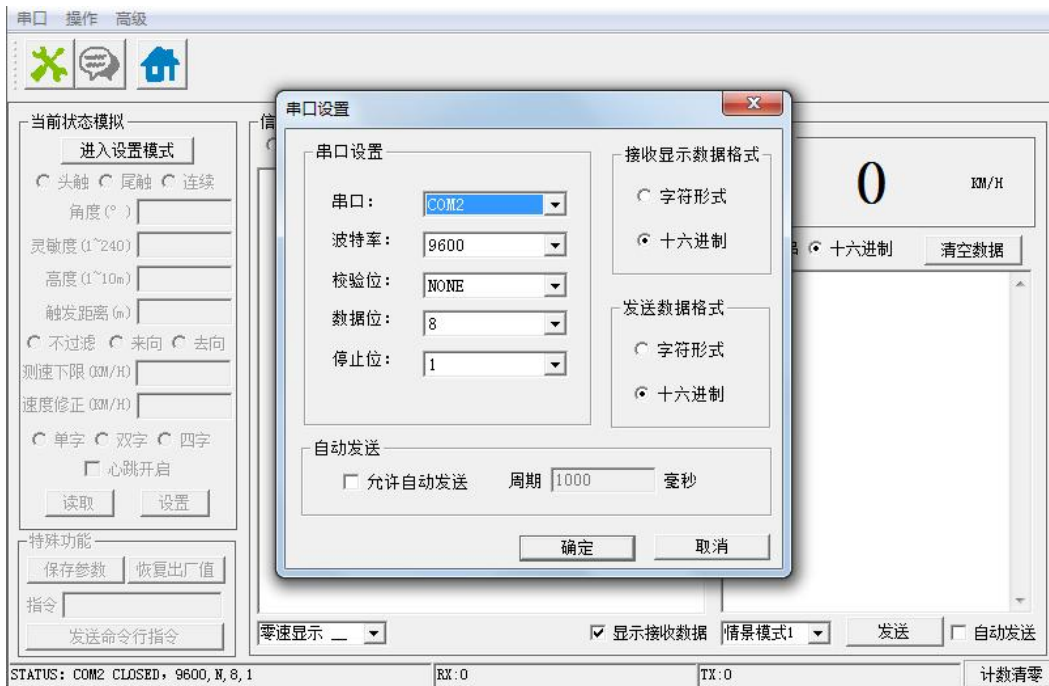 串口 操作 高级
当前状态模拟
进入设置模式
头触 尾触 连续
角度(° )
灵敏度(1~240)
高度(1~10m)
触发距离(m)
不过滤 来向 去向
测速下限(KM/H)
速度修正(KM/H)
单字 双字 四字
心跳开启
读取 设置
特殊功能
保存参数 恢复出厂值
指令
发送命令行指令
信
串口设置
串口设置
串口: COM2
波特率: 9600
校验位: NONE
数据位: 8
停止位: 1
接收显示数据格式
字符形式
十六进制
发送数据格式
字符形式
十六进制
自动发送
允许自动发送 周期 1000 毫秒
确定 取消
0 KM/H
十六进制 清空数据
零速显示 __ 显示接收数据 情景模式1 发送 自动发送
STATUS: COM2 CLOSED, 9600, N, 8, 1 RX:0 TX:0 计数清零